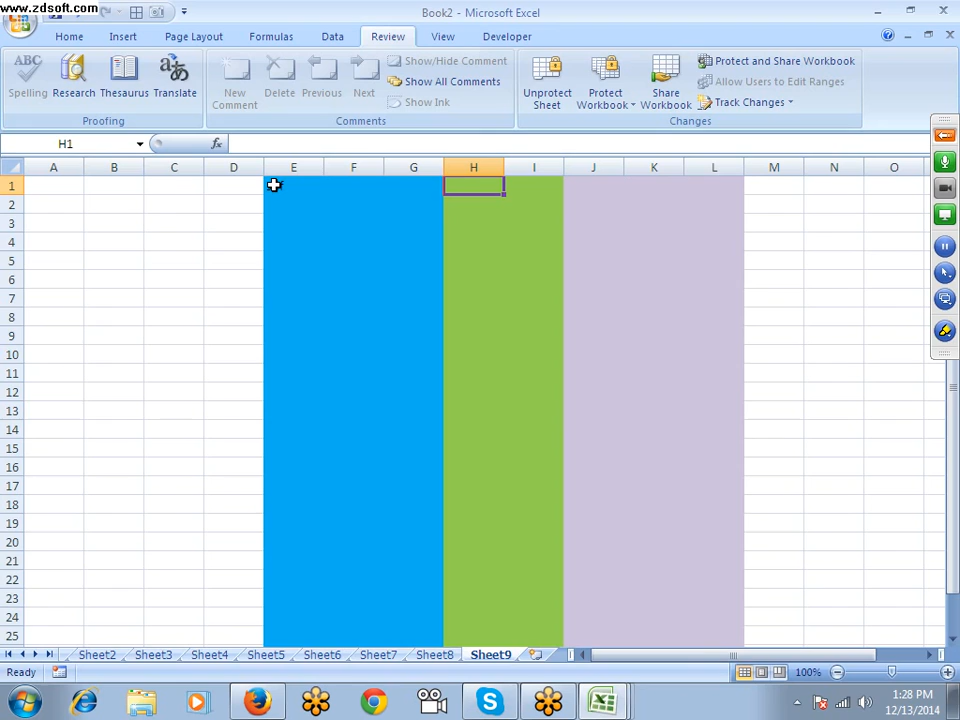 www.zdsoft.com
Book2 - Microsoft Excel
Home Insert Page Layout Formulas Data Review View Developer
ABC
Spelling Research Thesaurus Translate
Proofing
New Comment Delete Previous Next
Show/Hide Comment
Show All Comments
Show Ink
Comments
Unprotect Sheet Protect Workbook Share Workbook
Protect and Share Workbook
Allow Users to Edit Ranges
Track Changes
Changes
H1 fx
A B C D E F G H I J K L M N O
1
2
3
4
5
6
7
8
9
10
11
12
13
14
15
16
17
18
19
20
21
22
23
24
25
Sheet2 Sheet3 Sheet4 Sheet5 Sheet6 Sheet7 Sheet8 Sheet9
Ready 100%
1:28 PM
12/13/2014